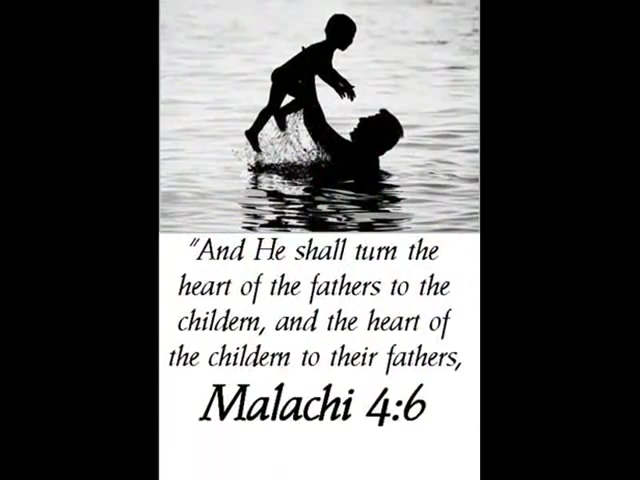 "And He shall turn the
heart of the fathers to the
childern, and the heart of
the childern to their fathers,
Malachi 4:6